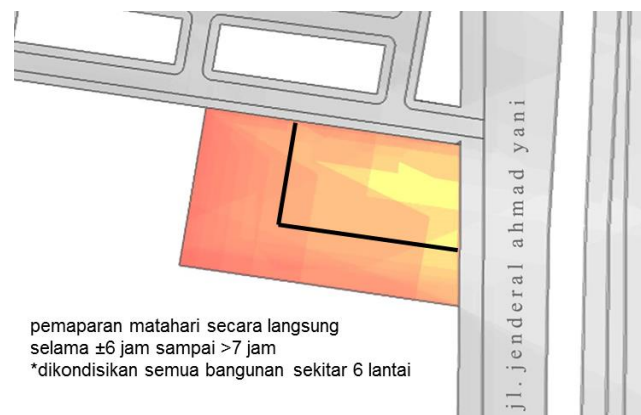 jl. jenderal ahmad yani
pemaparan matahari secara langsung
selama ±6 jam sampai >7 jam
*dikondisikan semua bangunan sekitar 6 lantai